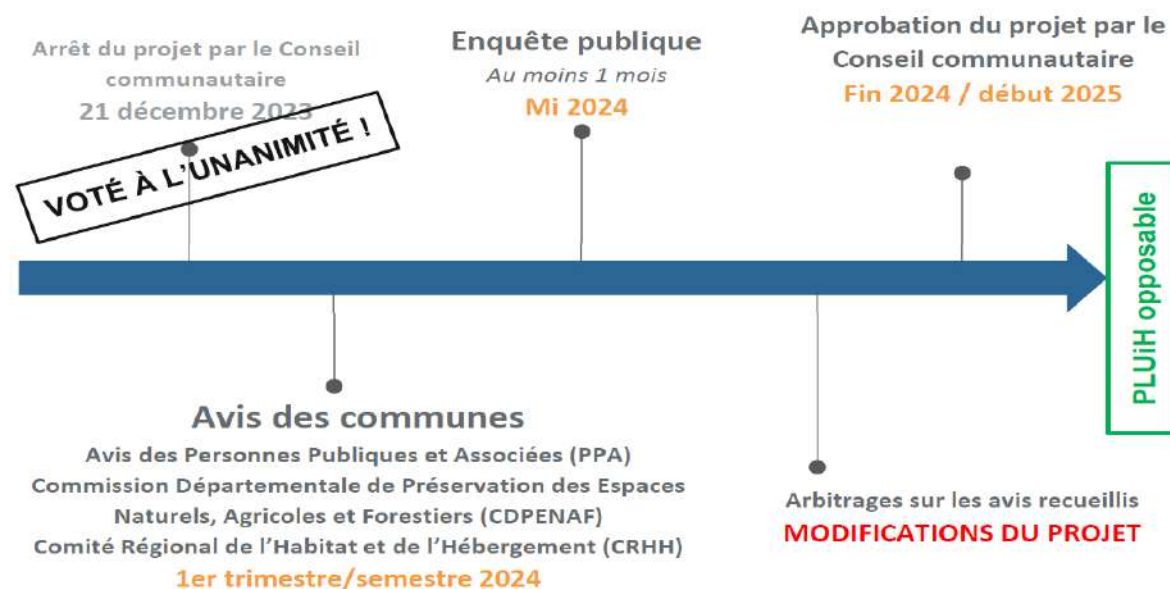 Arrêt du projet par le Conseil
communautaire
21 décembre 2023
VOTÉ À L'UNANIMITÉ !
Enquête publique
Au moins 1 mois
Mi 2024
Approbation du projet par le
Conseil communautaire
Fin 2024 / début 2025
PLUiH opposable
Avis des communes
Avis des Personnes Publiques et Associées (PPA)
Commission Départementale de Préservation des Espaces
Naturels, Agricoles et Forestiers (CDPENAF)
Comité Régional de l'Habitat et de l'Hébergement (CRHH)
1er trimestre/semestre 2024
Arbitrages sur les avis recueillis
MODIFICATIONS DU PROJET